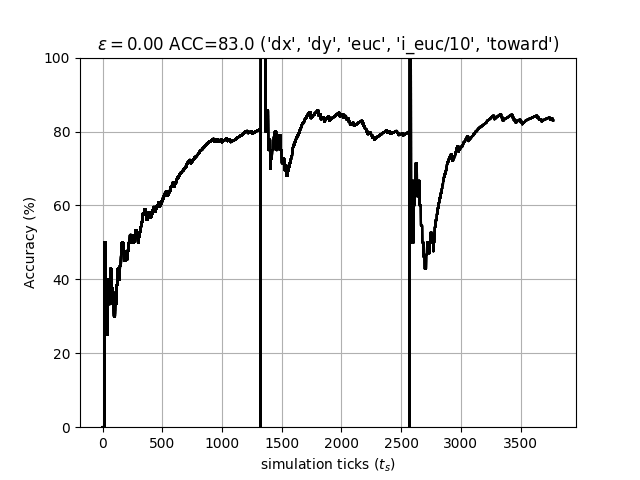 ε = 0.00 ACC=83.0 ('dx', 'dy', 'euc', 'i_euc/10', 'toward')
100
80
60
40
20
0
Accuracy (%)
0 500 1000 1500 2000 2500 3000 3500
simulation ticks (tₛ)